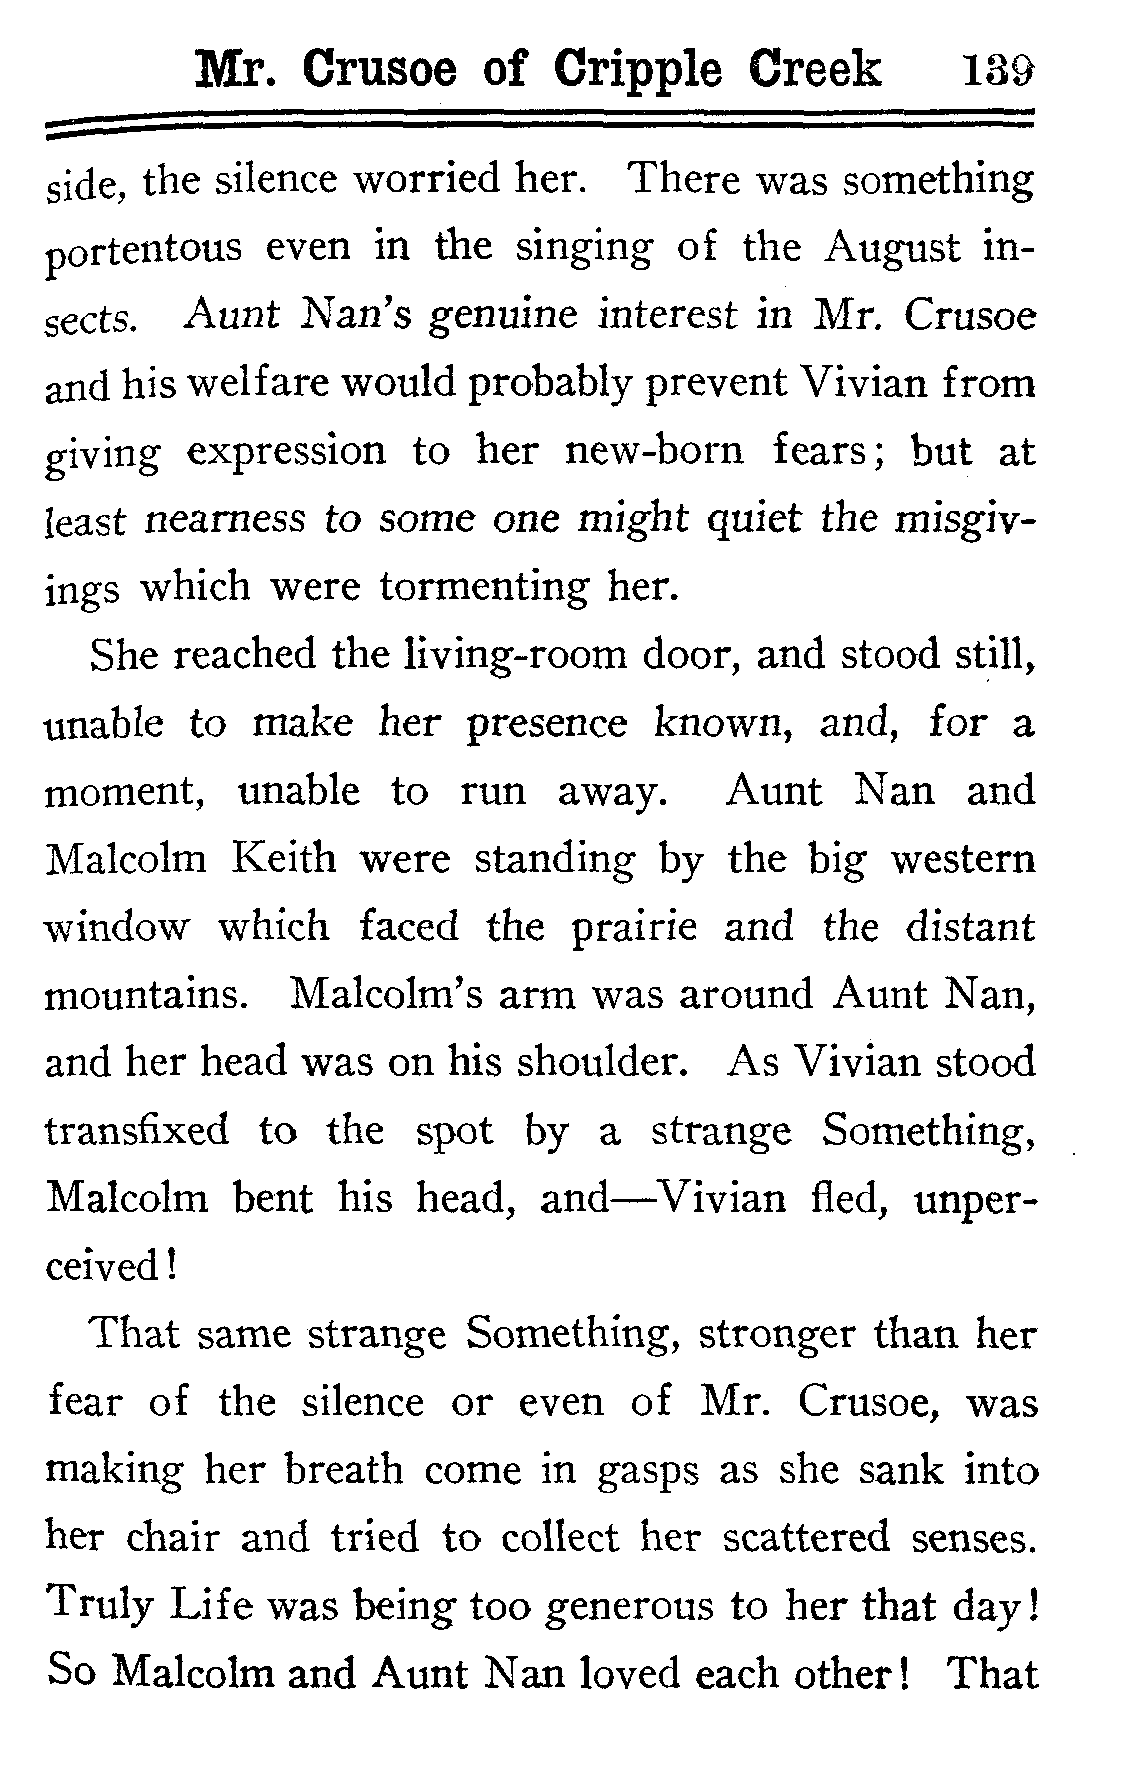 Mr. Crusoe of Cripple Creek 139
side, the silence worried her. There was something
portentous even in the singing of the August in-
sects. Aunt Nan's genuine interest in Mr. Crusoe
and his welfare would probably prevent Vivian from
giving expression to her new-born fears; but at
least nearness to some one might quiet the misgiv-
ings which were tormenting her.
She reached the living-room door, and stood still,
unable to make her presence known, and, for a
moment, unable to run away. Aunt Nan and
Malcolm Keith were standing by the big western
window which faced the prairie and the distant
mountains. Malcolm's arm was around Aunt Nan,
and her head was on his shoulder. As Vivian stood
transfixed to the spot by a strange Something,
Malcolm bent his head, and—Vivian fled, unper-
ceived!
That same strange Something, stronger than her
fear of the silence or even of Mr. Crusoe, was
making her breath come in gasps as she sank into
her chair and tried to collect her scattered senses.
Truly Life was being too generous to her that day!
So Malcolm and Aunt Nan loved each other! That